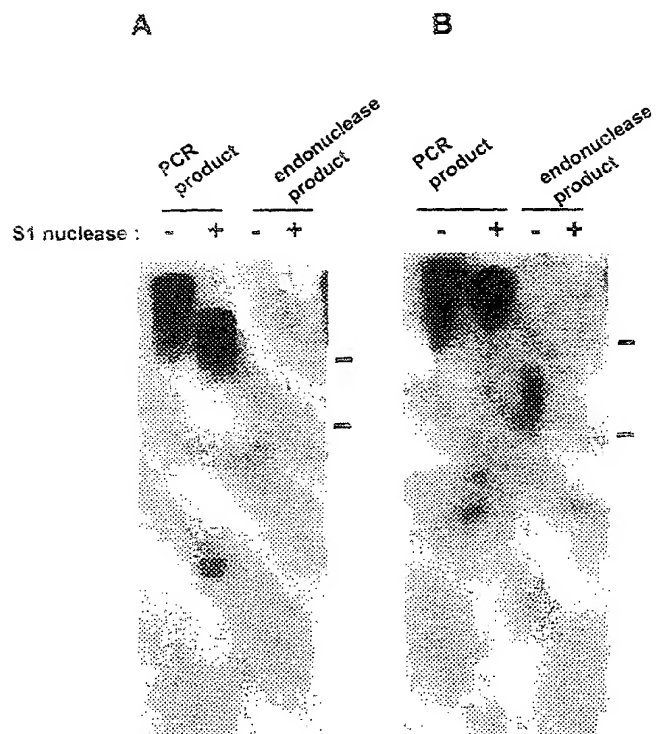 A B
PCR product endonuclease product PCR product endonuclease product
S1 nuclease : - + - + - + - +